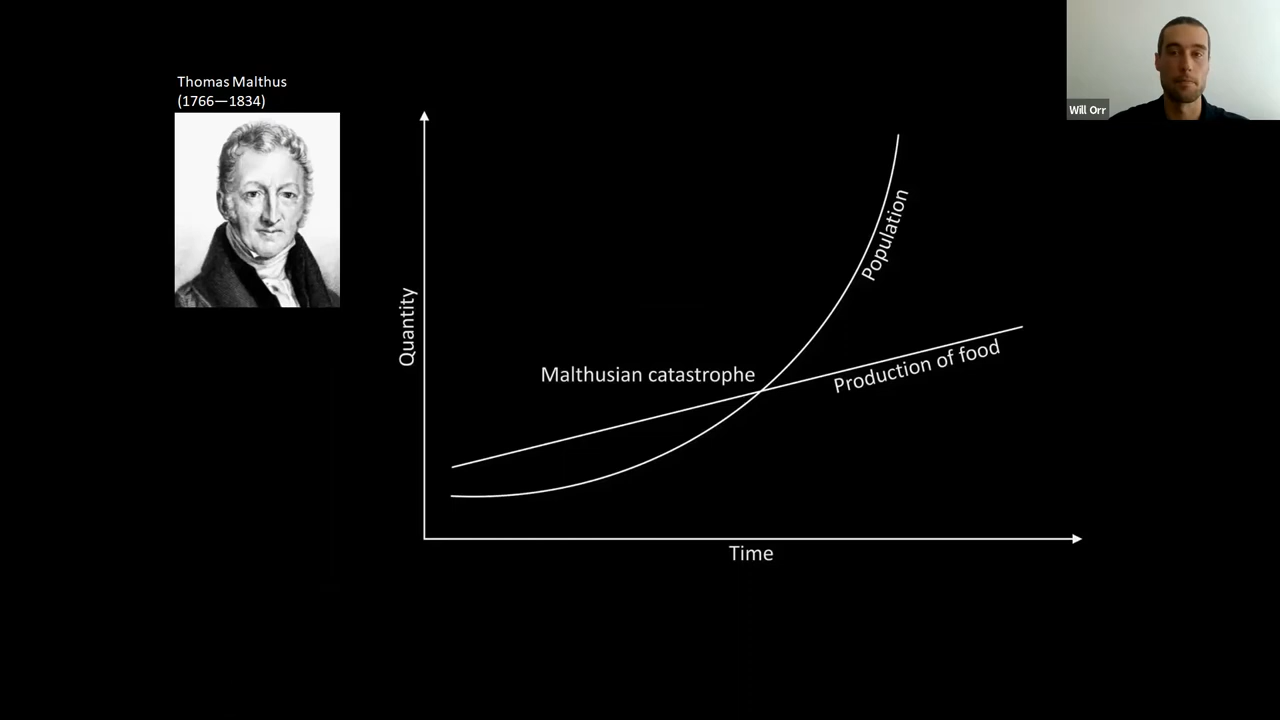 Thomas Malthus
(1766—1834)
Will Orr
Quantity
Population
Malthusian catastrophe
Production of food
Time